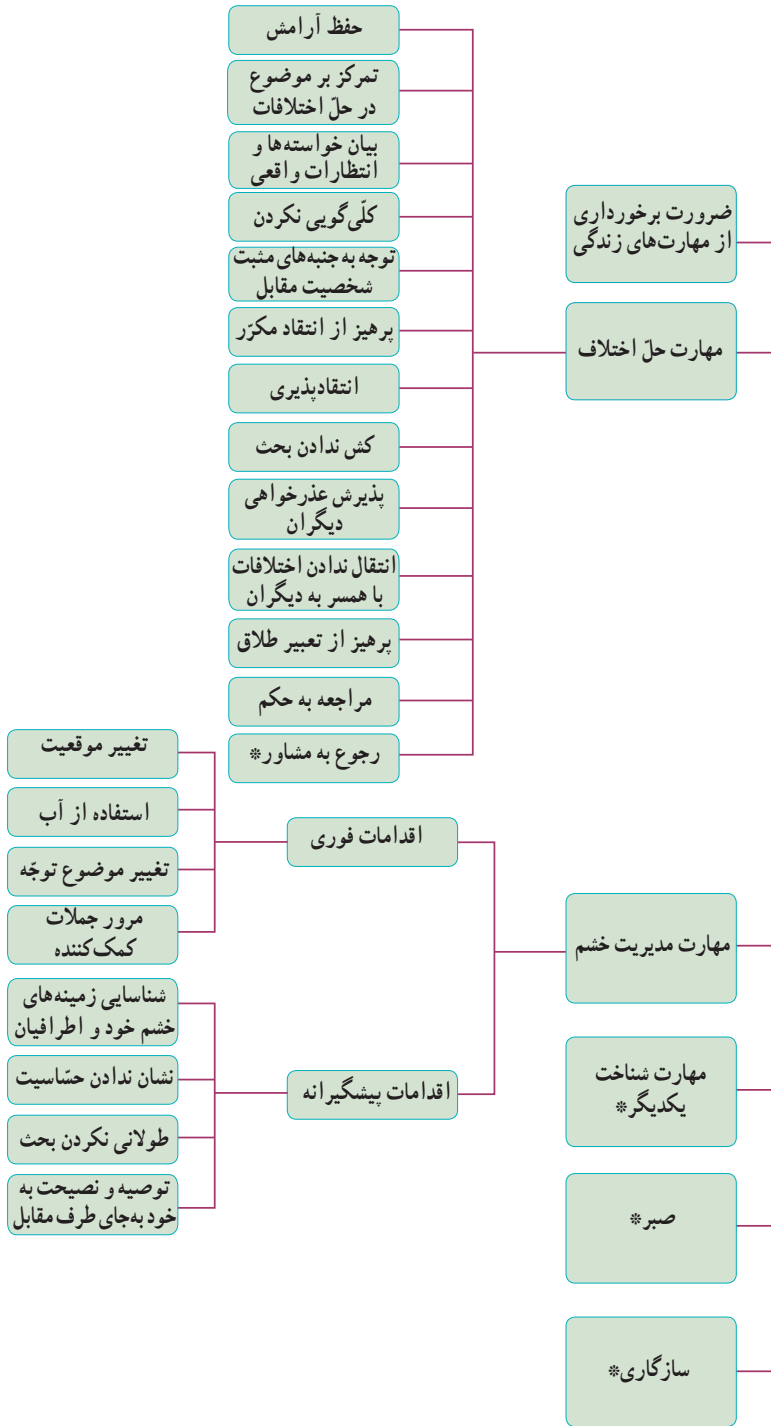 ضرورت برخورداری
از مهارت‌های زندگی
مهارت حلّ اختلاف
حفظ آرامش
تمرکز بر موضوع
در حلّ اختلافات
بیان خواسته‌ها و
انتظارات واقعی
کلّی‌گویی نکردن
توجه به جنبه‌های مثبت
شخصیت مقابل
پرهیز از انتقاد مکرّر
انتقادپذیری
کش ندادن بحث
پذیرش عذرخواهی
دیگران
انتقال ندادن اختلافات
با همسر به دیگران
پرهیز از تعبیر طلاق
مراجعه به حکم
رجوع به مشاور*
مهارت مدیریت خشم
اقدامات فوری
تغییر موقعیت
استفاده از آب
تغییر موضوع توجّه
مرور جملات
کمک‌کننده
اقدامات پیشگیرانه
شناسایی زمینه‌های
خشم خود و اطرافیان
نشان ندادن حسّاسیت
طولانی نکردن بحث
توصیه و نصیحت به
خود به‌جای طرف مقابل
مهارت شناخت
یکدیگر*
صبر*
سازگاری*